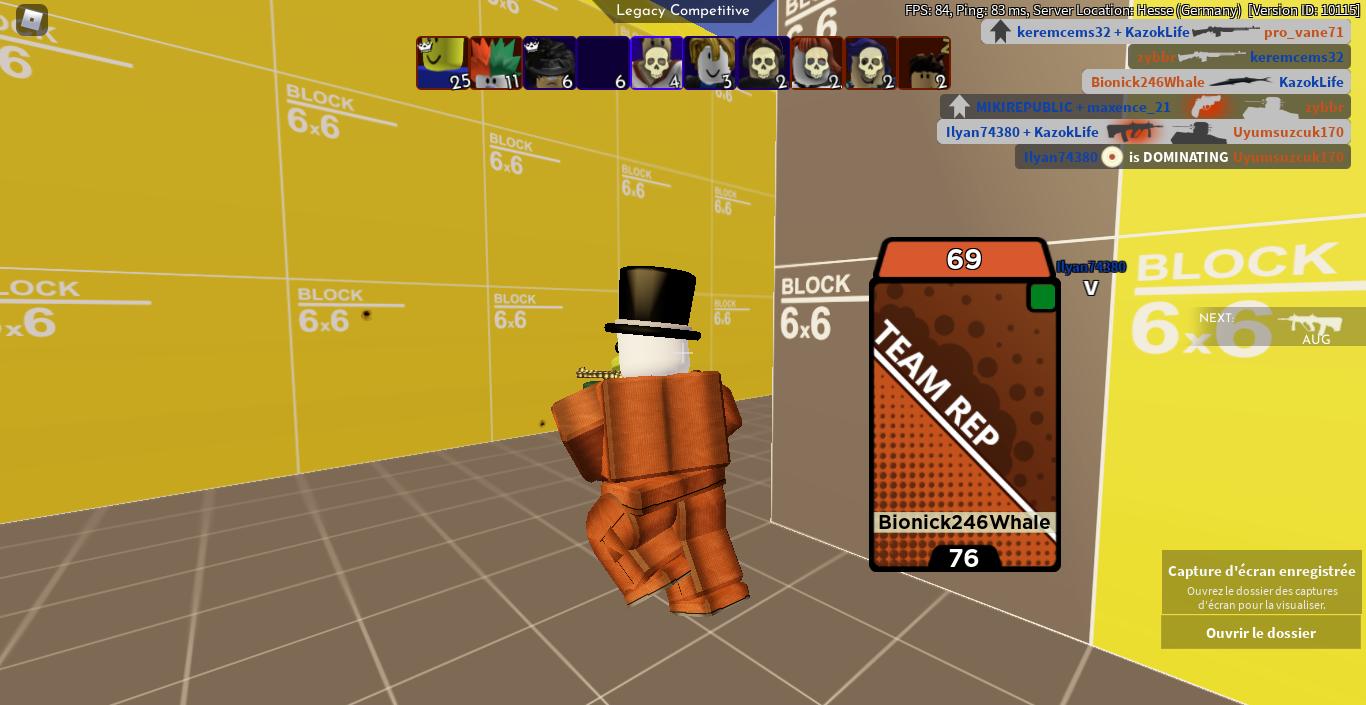 Legacy Competitive
FPS: 84, Ping: 83 ms, Server Location: Hesse (Germany) [Version ID: 10115]
keremcems32 + KazokLife pro_vane71
zybbr keremcems32
Bionick246Whale KazokLife
MIKIREPUBLIC + maxence_21 zybbr
Ilyan74380 + KazokLife Uyumsuzcuk170
Ilyan74380 is DOMINATING Uyumsuzcuk170
25 11 6 6 4 3 2 2 2 2
BLOCK
6x6
BLOCK
6x6
BLOCK
6x6
BLOCK
6x6
BLOCK
6x6
BLOCK
6x6
BLOCK
6x6
BLOCK
6x6
BLOCK
6x6
BLOCK
6x6
69
Ilyan74380
V
TEAM REP
Bionick246Whale
76
NEXT:
AUG
Capture d'écran enregistrée
Ouvrez le dossier des captures
d'écran pour la visualiser.
Ouvrir le dossier